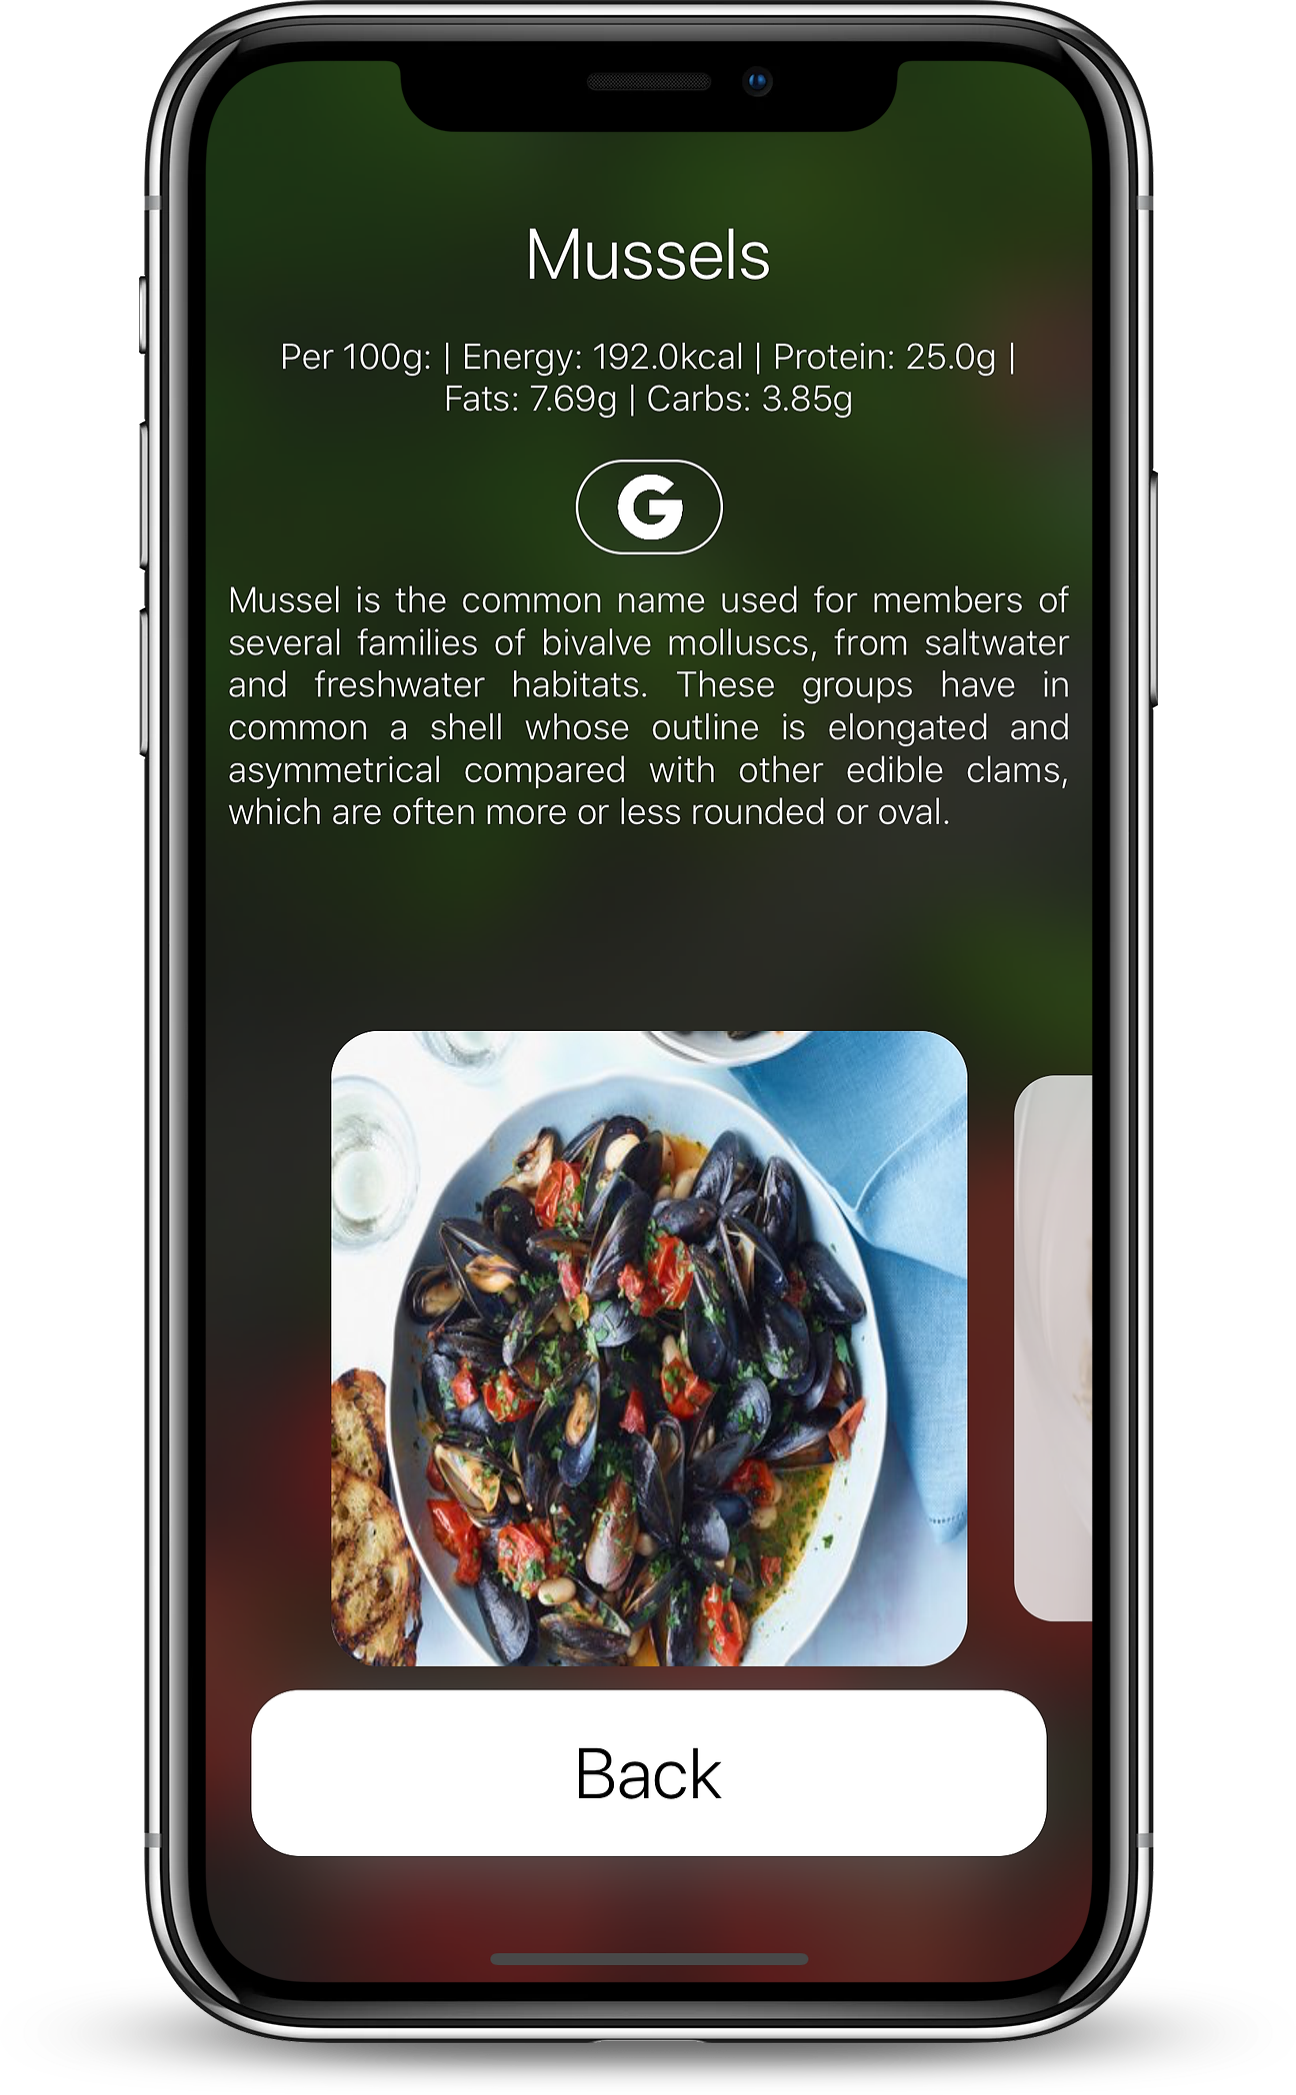 Mussels
Per 100g: | Energy: 192.0kcal | Protein: 25.0g |
Fats: 7.69g | Carbs: 3.85g
G
Mussel is the common name used for members of
several families of bivalve molluscs, from saltwater
and freshwater habitats. These groups have in
common a shell whose outline is elongated and
asymmetrical compared with other edible clams,
which are often more or less rounded or oval.
Back